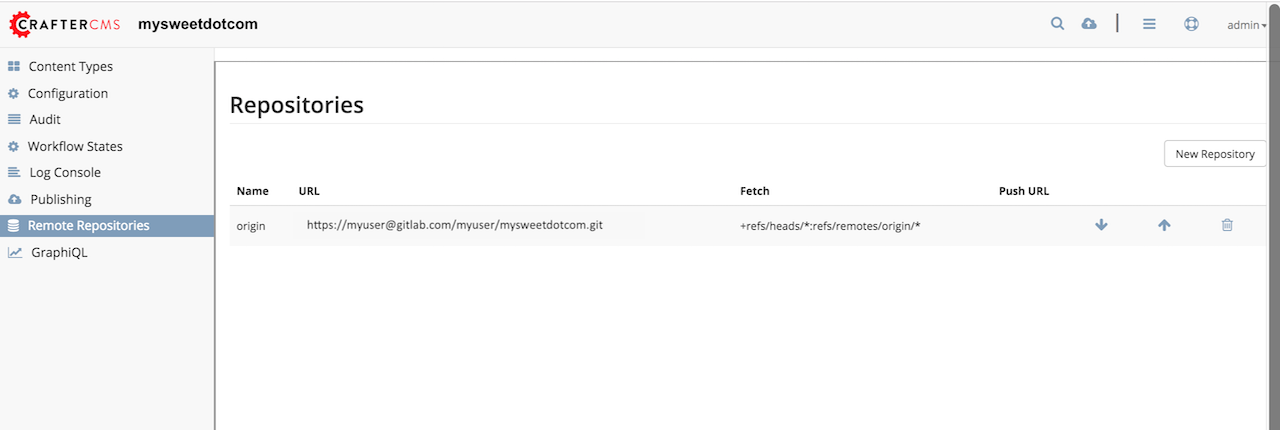 CRAFTERCMS mysweetdotcom admin
Content Types
Configuration
Audit
Workflow States
Log Console
Publishing
Remote Repositories
GraphiQL
Repositories
New Repository
Name URL Fetch Push URL
origin https://myuser@gitlab.com/myuser/mysweetdotcom.git +refs/heads/*:refs/remotes/origin/*